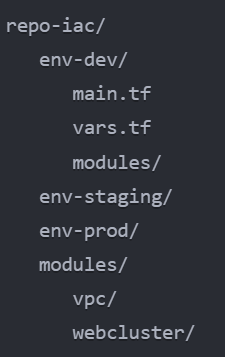 repo-iac/
env-dev/
main.tf
vars.tf
modules/
env-staging/
env-prod/
modules/
vpc/
webcluster/